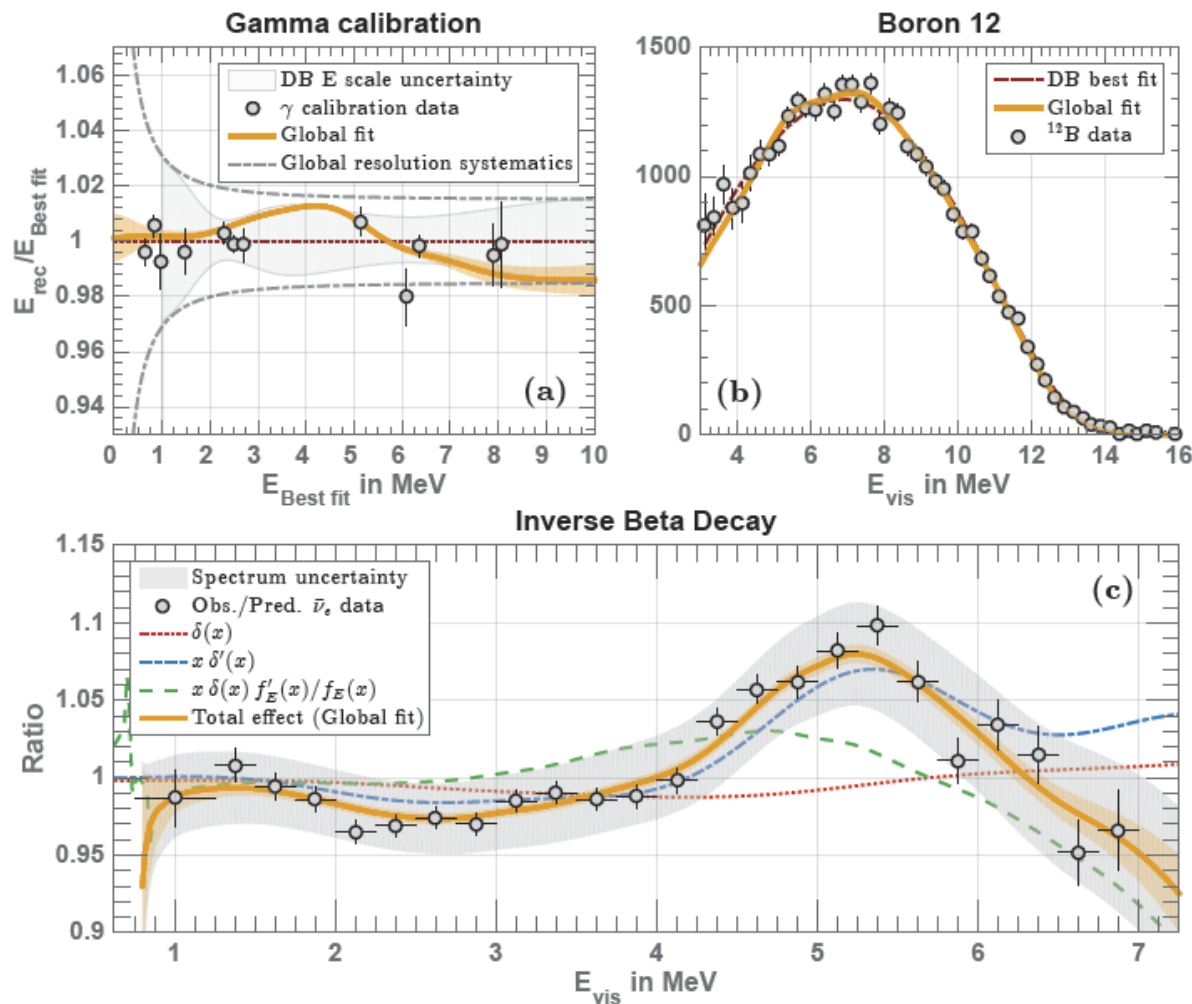 Gamma calibration
1.06
1.04
1.02
1
0.98
0.96
0.94
E_rec/E_Best fit
DB E scale uncertainty
γ calibration data
Global fit
Global resolution systematics
(a)
0 1 2 3 4 5 6 7 8 9 10
E_Best fit in MeV
Boron 12
1500
1000
500
0
DB best fit
Global fit
¹²B data
(b)
4 6 8 10 12 14 16
E_vis in MeV
Inverse Beta Decay
1.15
1.1
1.05
1
0.95
0.9
Ratio
Spectrum uncertainty
Obs./Pred. ν̄_e data
δ(x)
x δ′(x)
x δ(x) f′_E(x)/f_E(x)
Total effect (Global fit)
(c)
1 2 3 4 5 6 7
E_vis in MeV